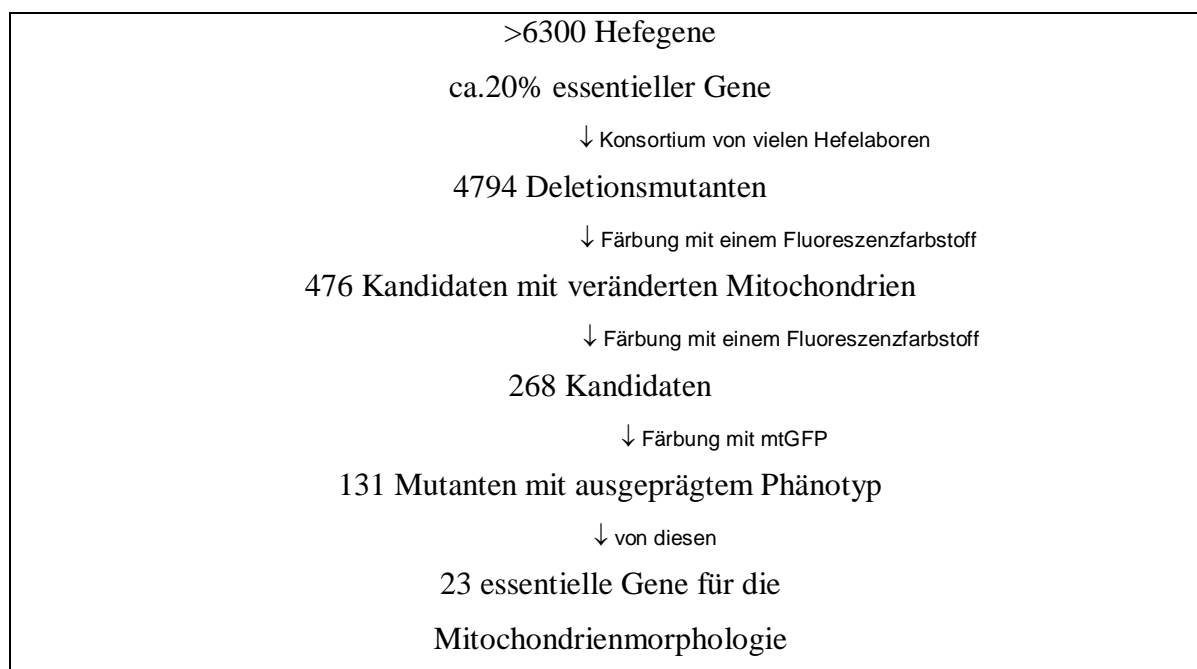 >6300 Hefegene
ca.20% essentieller Gene
↓ Konsortium von vielen Hefelaboren
4794 Deletionsmutanten
↓ Färbung mit einem Fluoreszenzfarbstoff
476 Kandidaten mit veränderten Mitochondrien
↓ Färbung mit einem Fluoreszenzfarbstoff
268 Kandidaten
↓ Färbung mit mtGFP
131 Mutanten mit ausgeprägtem Phänotyp
↓ von diesen
23 essentielle Gene für die
Mitochondrienmorphologie